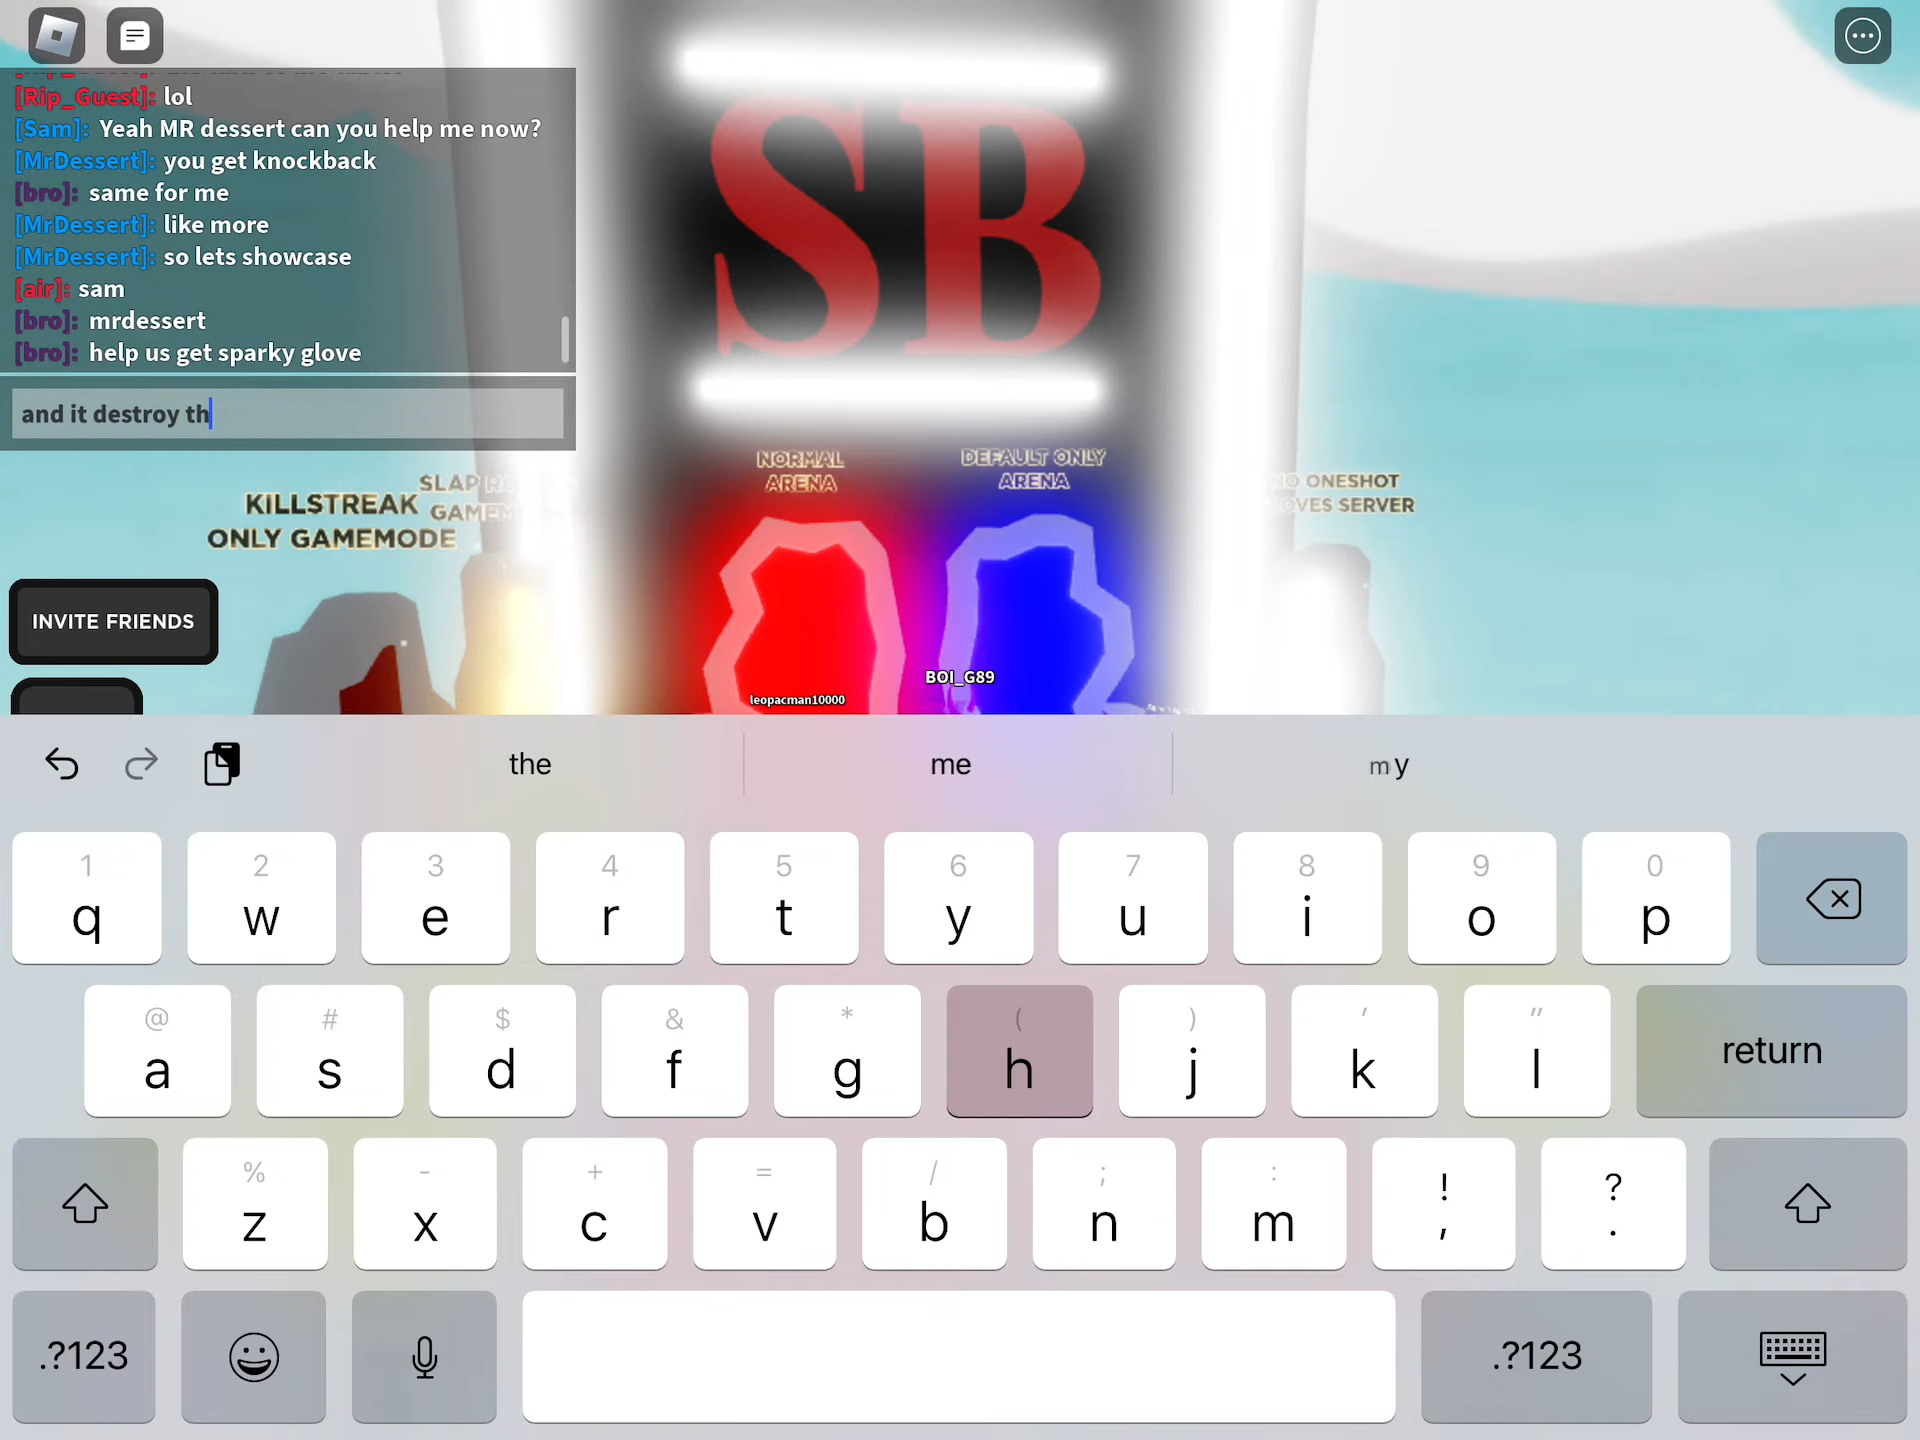 [Rip_Guest]: lol
[Sam]: Yeah MR dessert can you help me now?
[MrDessert]: you get knockback
[bro]: same for me
[MrDessert]: like more
[MrDessert]: so lets showcase
[air]: sam
[bro]: mrdessert
[bro]: help us get sparky glove
and it destroy th
SB
NORMAL
ARENA
DEFAULT ONLY
ARENA
SLAP
KILLSTREAK
ONLY GAMEMODE
ONESHOT
SERVER
INVITE FRIENDS
BOI_G89
leopacman10000
the me my
1 2 3 4 5 6 7 8 9 0
q w e r t y u i o p
@ # $ & * ( ) ' "
a s d f g h j k l return
% - + = / ; : ! ?
z x c v b n m , .
.?123 .?123